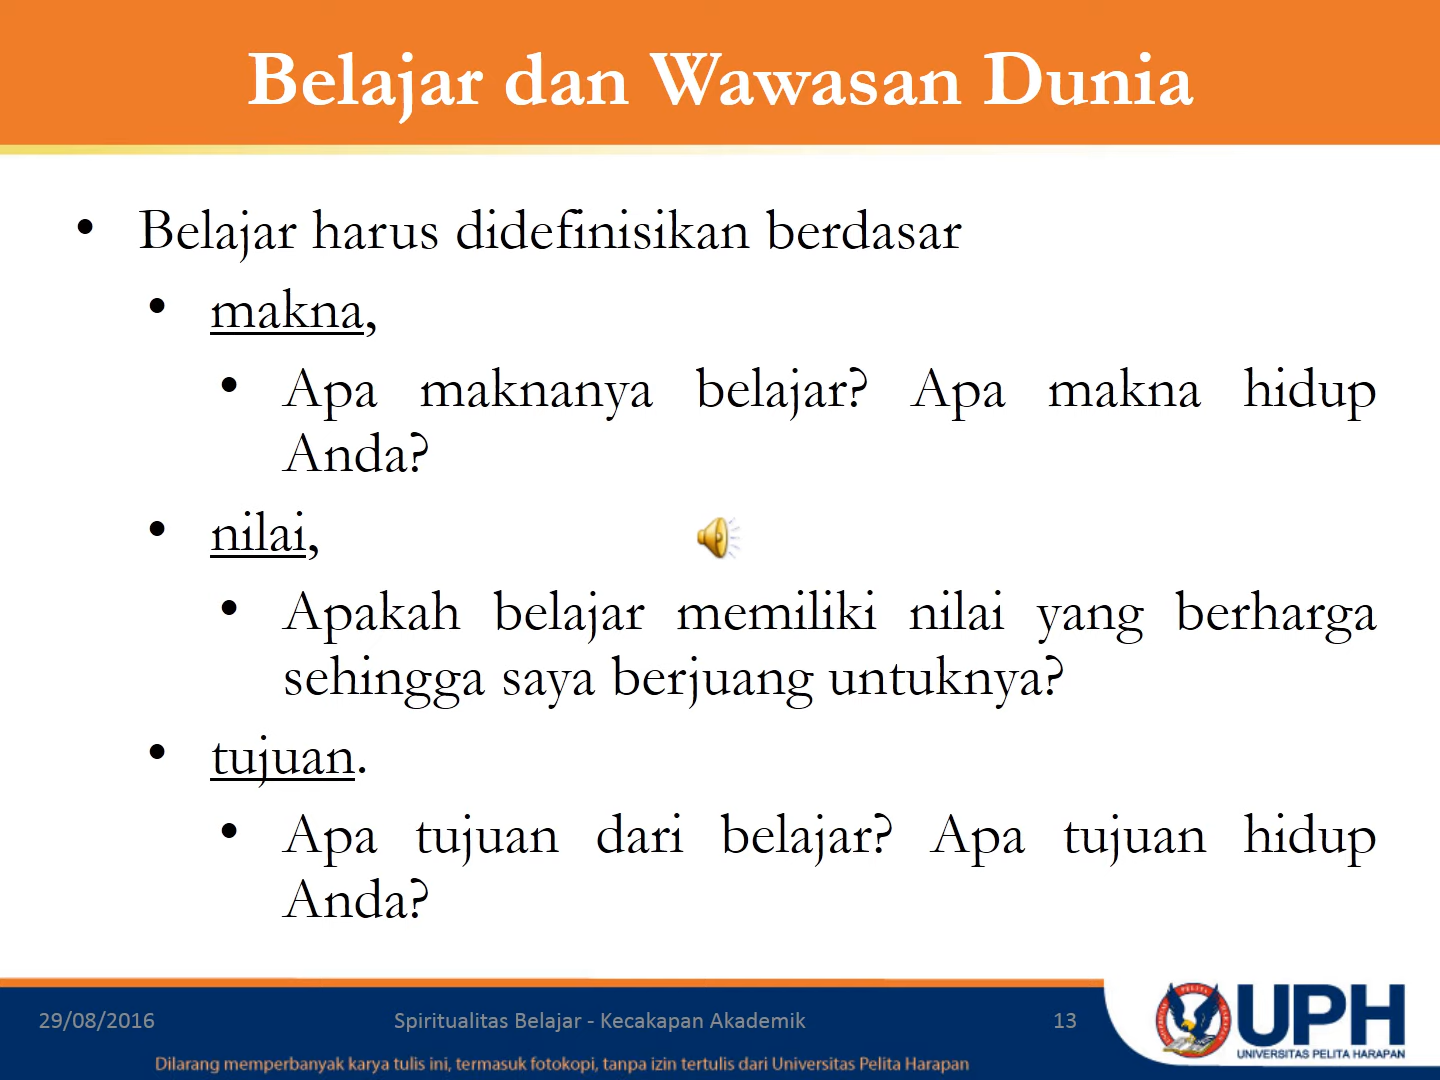 Belajar dan Wawasan Dunia
• Belajar harus didefinisikan berdasar
• makna,
• Apa maknanya belajar? Apa makna hidup
Anda?
• nilai,
• Apakah belajar memiliki nilai yang berharga
sehingga saya berjuang untuknya?
• tujuan.
• Apa tujuan dari belajar? Apa tujuan hidup
Anda?
29/08/2016
Spiritualitas Belajar - Kecakapan Akademik
13
UPH
UNIVERSITAS PELITA HARAPAN
Dilarang memperbanyak karya tulis ini, termasuk fotokopi, tanpa izin tertulis dari Universitas Pelita Harapan